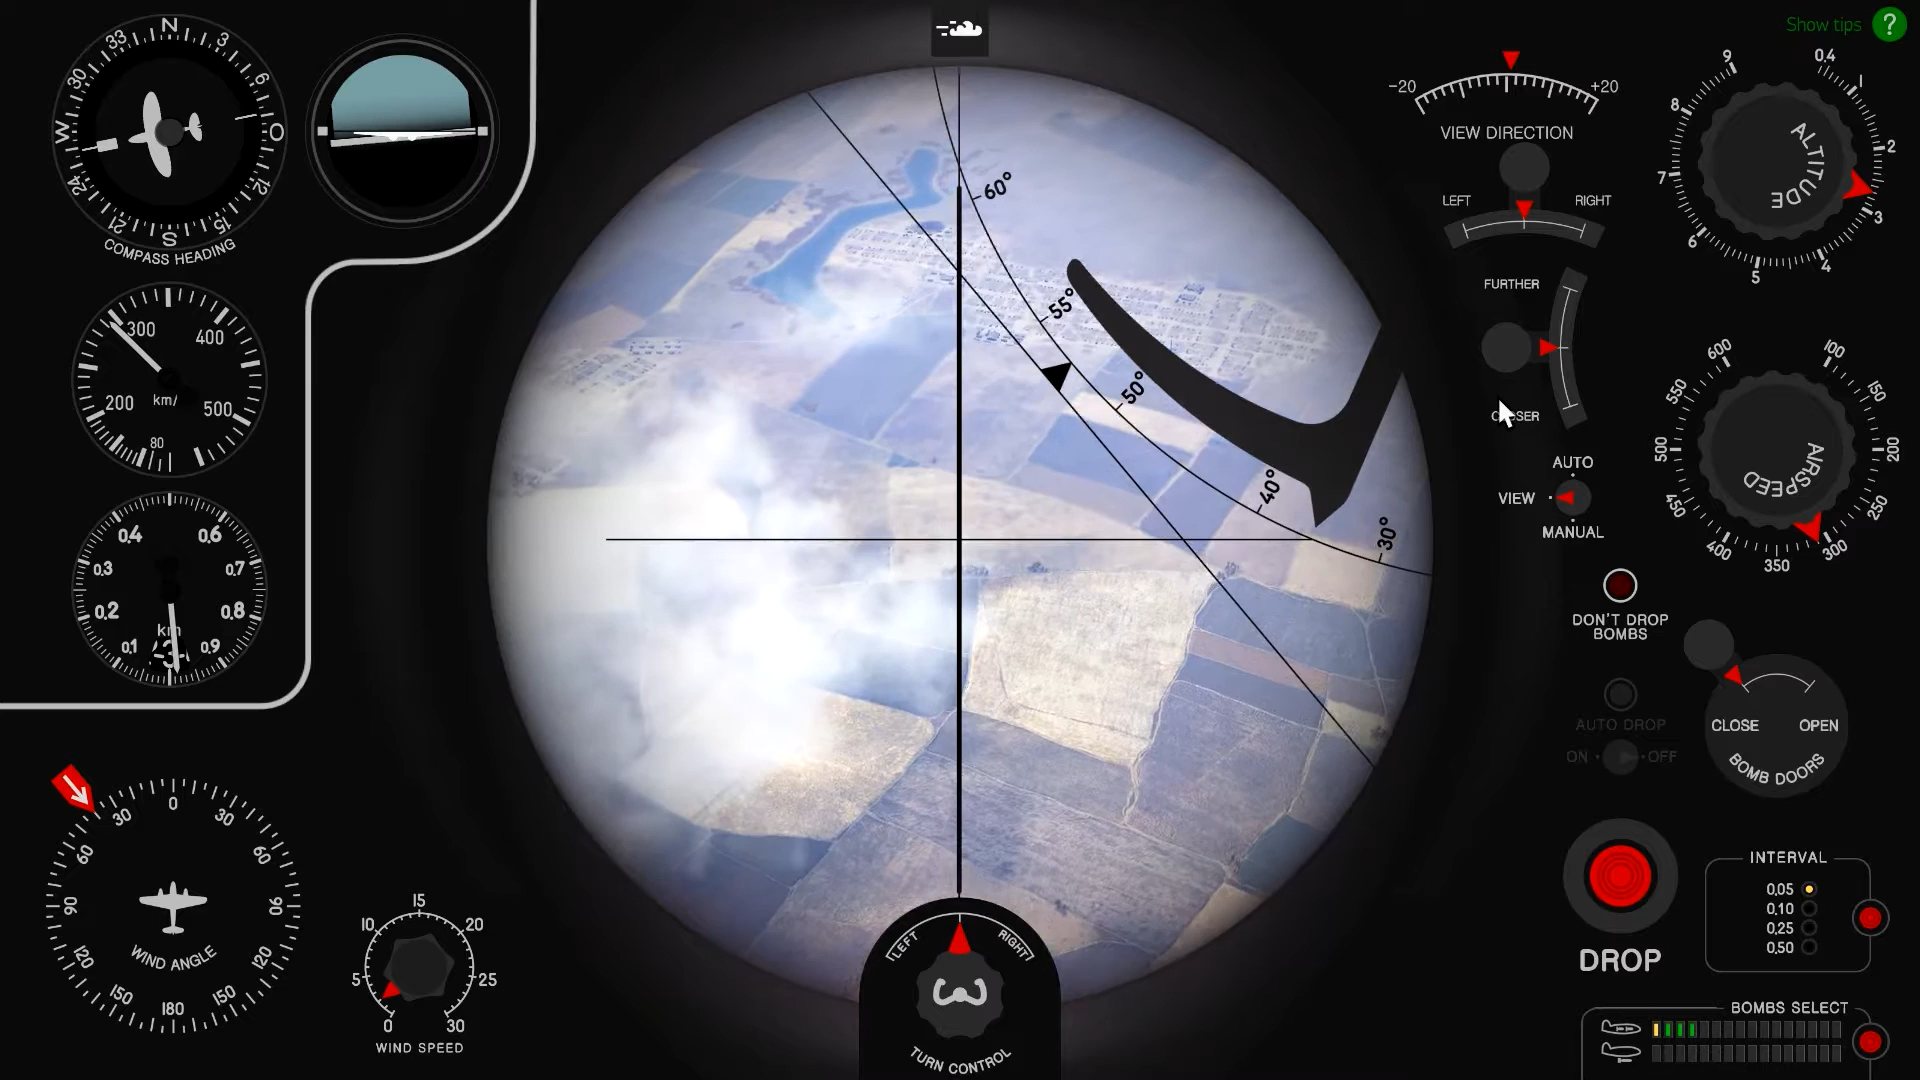 Show tips ?
N
33
3
30
6
W
O
24
12
21
15
S
COMPASS HEADING
300
400
200
km/
500
80
0.4
0.6
0.3
0.7
0.2
0.8
0.1
km
0.9
3
0
30
30
60
60
90
90
120
120
150
150
180
WIND ANGLE
15
10
20
5
25
0
30
WIND SPEED
60°
55°
50°
40°
30°
LEFT
RIGHT
TURN CONTROL
-20
+20
VIEW DIRECTION
LEFT
RIGHT
FURTHER
AUTO
VIEW
MANUAL
DON'T DROP
BOMBS
AUTO DROP
ON
OFF
DROP
0.4
1
2
3
4
5
6
7
8
9
ALTITUDE
100
150
200
250
300
350
400
450
500
550
600
AIRSPEED
CLOSE
OPEN
BOMB DOORS
INTERVAL
0.05
0.10
0.25
0.50
BOMBS SELECT